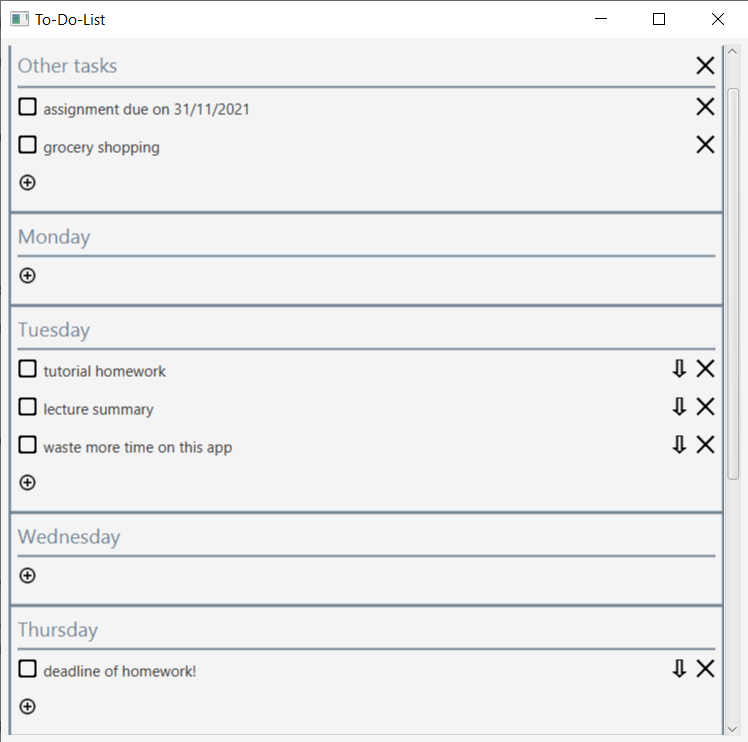 To-Do-List
Other tasks
assignment due on 31/11/2021
grocery shopping
Monday
Tuesday
tutorial homework
lecture summary
waste more time on this app
Wednesday
Thursday
deadline of homework!